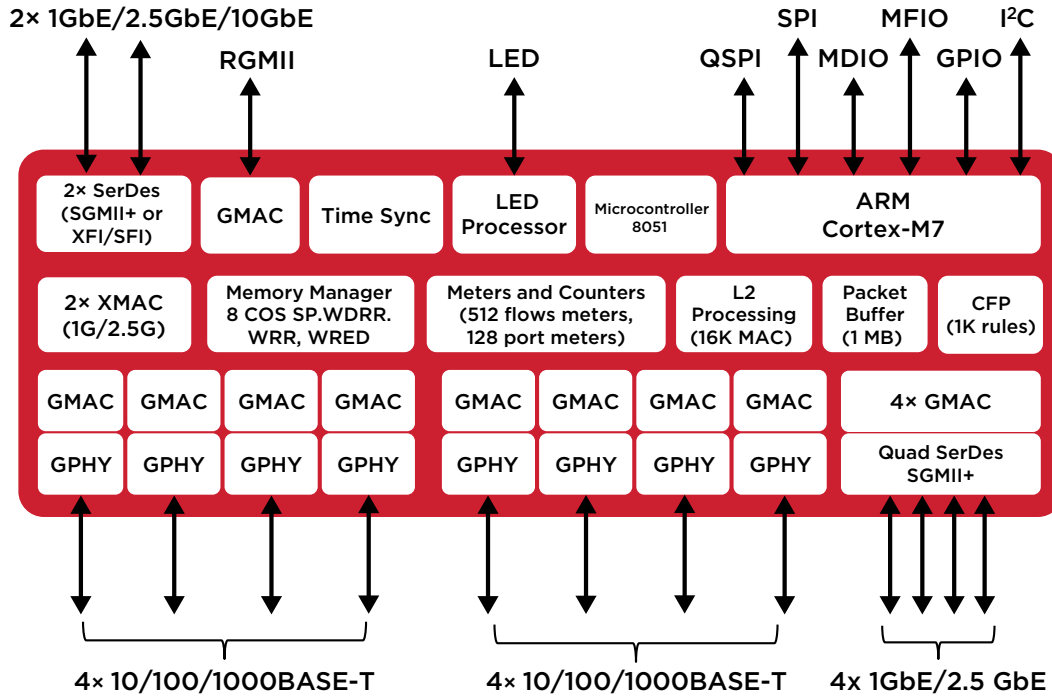 2× 1GbE/2.5GbE/10GbE
SPI
MFIO
I²C
RGMII
LED
QSPI
MDIO
GPIO
2× SerDes
(SGMII+ or
XFI/SFI)
GMAC
Time Sync
LED
Processor
Microcontroller
8051
ARM
Cortex-M7
2× XMAC
(1G/2.5G)
Memory Manager
8 COS SP.WDRR.
WRR, WRED
Meters and Counters
(512 flows meters,
128 port meters)
L2
Processing
(16K MAC)
Packet
Buffer
(1 MB)
CFP
(1K rules)
GMAC
GMAC
GMAC
GMAC
GMAC
GMAC
GMAC
GMAC
4× GMAC
GPHY
GPHY
GPHY
GPHY
GPHY
GPHY
GPHY
GPHY
Quad SerDes
SGMII+
4× 10/100/1000BASE-T
4× 10/100/1000BASE-T
4x 1GbE/2.5 GbE